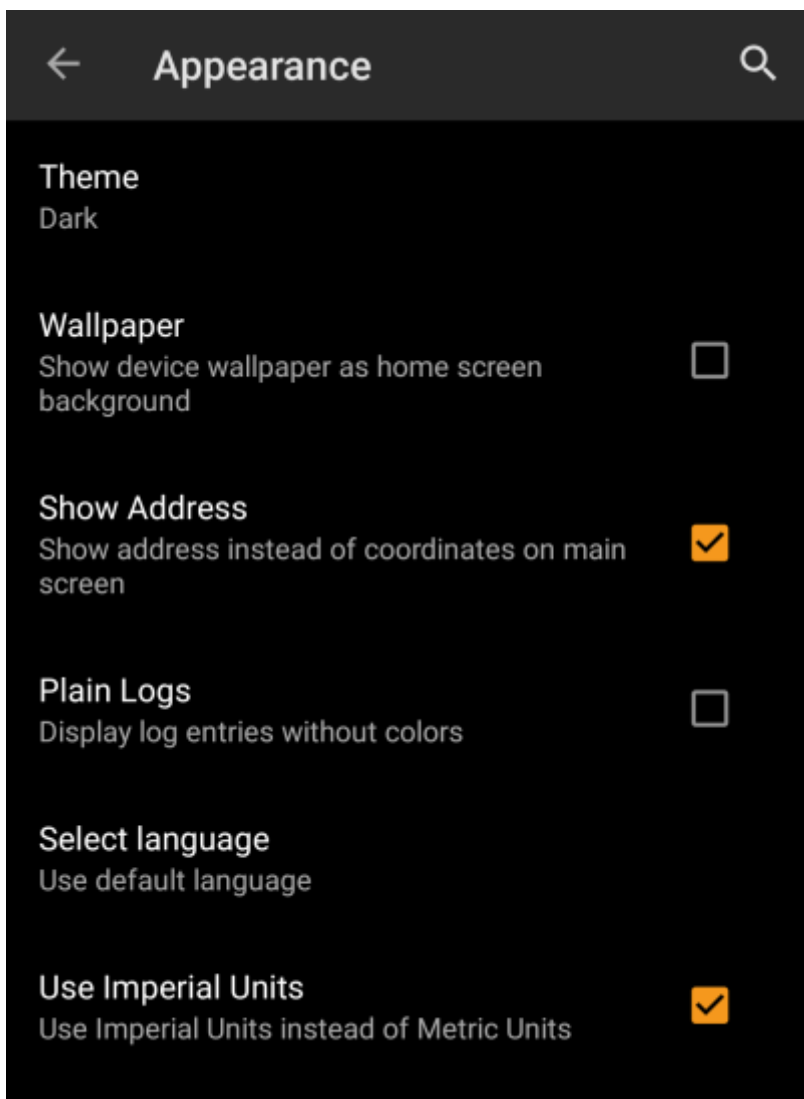 Appearance
Theme
Dark
Wallpaper
Show device wallpaper as home screen
background
Show Address
Show address instead of coordinates on main
screen
Plain Logs
Display log entries without colors
Select language
Use default language
Use Imperial Units
Use Imperial Units instead of Metric Units